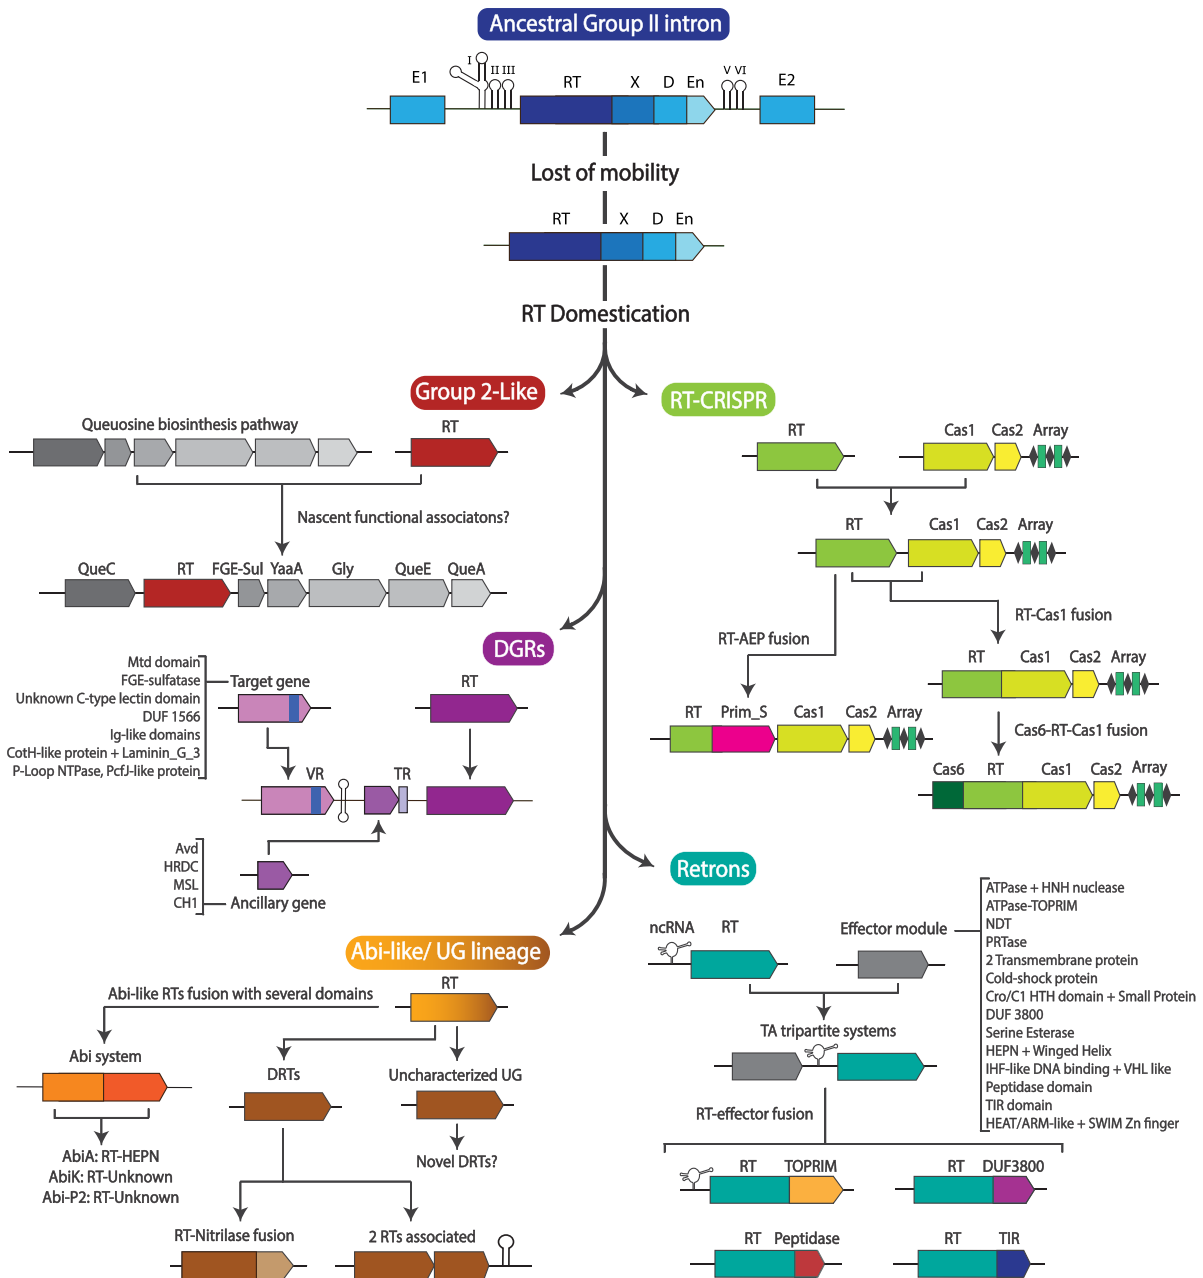 Ancestral Group II intron
E1
I
II III
RT
X
D
En
V VI
E2
Lost of mobility
RT
X
D
En
RT Domestication
Group 2-Like
Queuosine biosinthesis pathway
RT
Nascent functional associatons?
QueC
RT
FGE-Sul
YaaA
Gly
QueE
QueA
RT-CRISPR
RT
Cas1
Cas2
Array
RT
Cas1
Cas2
Array
RT-AEP fusion
RT-Cas1 fusion
RT
Prim_S
Cas1
Cas2
Array
RT
Cas1
Cas2
Array
Cas6-RT-Cas1 fusion
Cas6
RT
Cas1
Cas2
Array
DGRs
Mtd domain
FGE-sulfatase
Unknown C-type lectin domain
DUF 1566
Ig-like domains
CotH-like protein + Laminin_G_3
P-Loop NTPase, PcfJ-like protein
Target gene
RT
VR
TR
Avd
HRDC
MSL
CH1
Ancillary gene
Retrons
ncRNA
RT
Effector module
ATPase + HNH nuclease
ATPase-TOPRIM
NDT
PRTase
2 Transmembrane protein
Cold-shock protein
Cro/C1 HTH domain + Small Protein
DUF 3800
Serine Esterase
HEPN + Winged Helix
IHF-like DNA binding + VHL like
Peptidase domain
TIR domain
HEAT/ARM-like + SWIM Zn finger
TA tripartite systems
RT-effector fusion
RT
TOPRIM
RT
DUF3800
RT
Peptidase
RT
TIR
Abi-like/ UG lineage
RT
Abi-like RTs fusion with several domains
Abi system
AbiA: RT-HEPN
AbiK: RT-Unknown
Abi-P2: RT-Unknown
DRTs
Uncharacterized UG
Novel DRTs?
RT-Nitrilase fusion
2 RTs associated